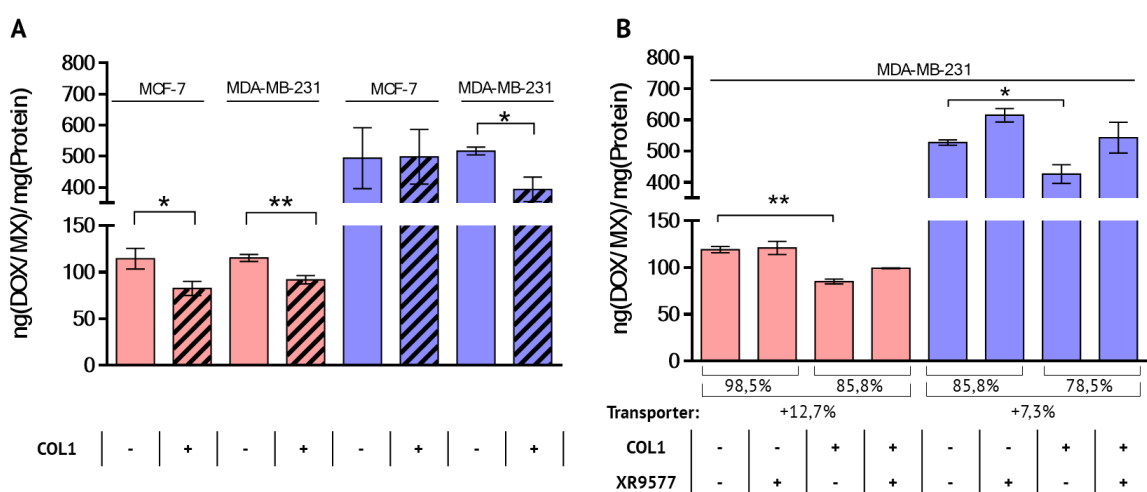 A
ng(DOX/MX)/mg(Protein)
800
700
600
500
400
150
100
50
0
MCF-7 MDA-MB-231 MCF-7 MDA-MB-231
* ** *
COL1 - + - + - + - +
B
ng(DOX/MX)/mg(Protein)
800
700
600
500
400
150
100
50
0
MDA-MB-231
** *
98,5% 85,8% 85,8% 78,5%
Transporter: +12,7% +7,3%
COL1 - - + + - - + +
XR9577 - + - + - + - +